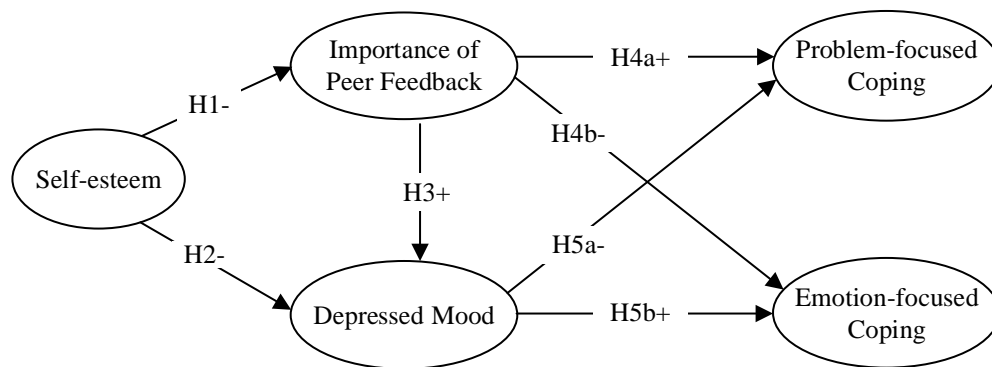 Importance of
Peer Feedback
H4a+
Problem-focused
Coping
H1-
H4b-
Self-esteem
H3+
H2-
H5a-
Depressed Mood
H5b+
Emotion-focused
Coping